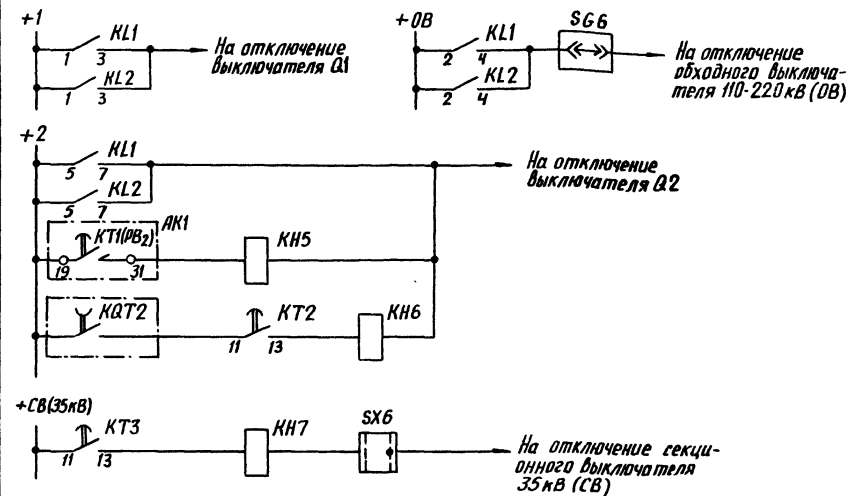 +1
KL1
1 3
KL2
1 3
На отключение
выключателя Q1
+ОВ
KL1
2 4
KL2
2 4
SG6
На отключение
обходного выключа-
теля 110-220 кВ (ОВ)
+2
KL1
5 7
KL2
5 7
На отключение
выключателя Q2
AK1
KT1(РВ2)
19 31
KH5
KQT2
KT2
11 13
KH6
+СВ(35кВ)
KT3
11 13
KH7
SX6
На отключение секци-
онного выключателя
35кВ (СВ)